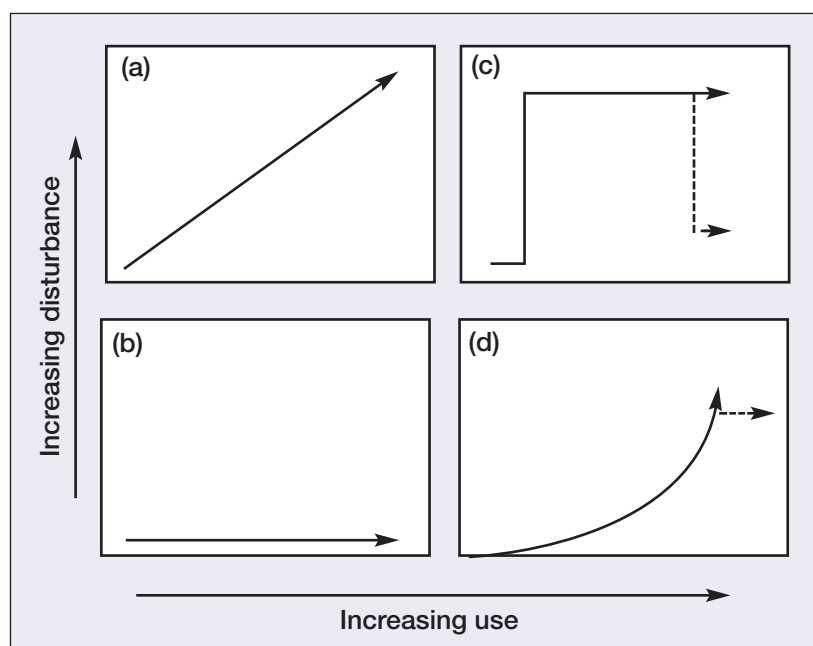 (a)
(c)
Increasing disturbance
(b)
(d)
Increasing use